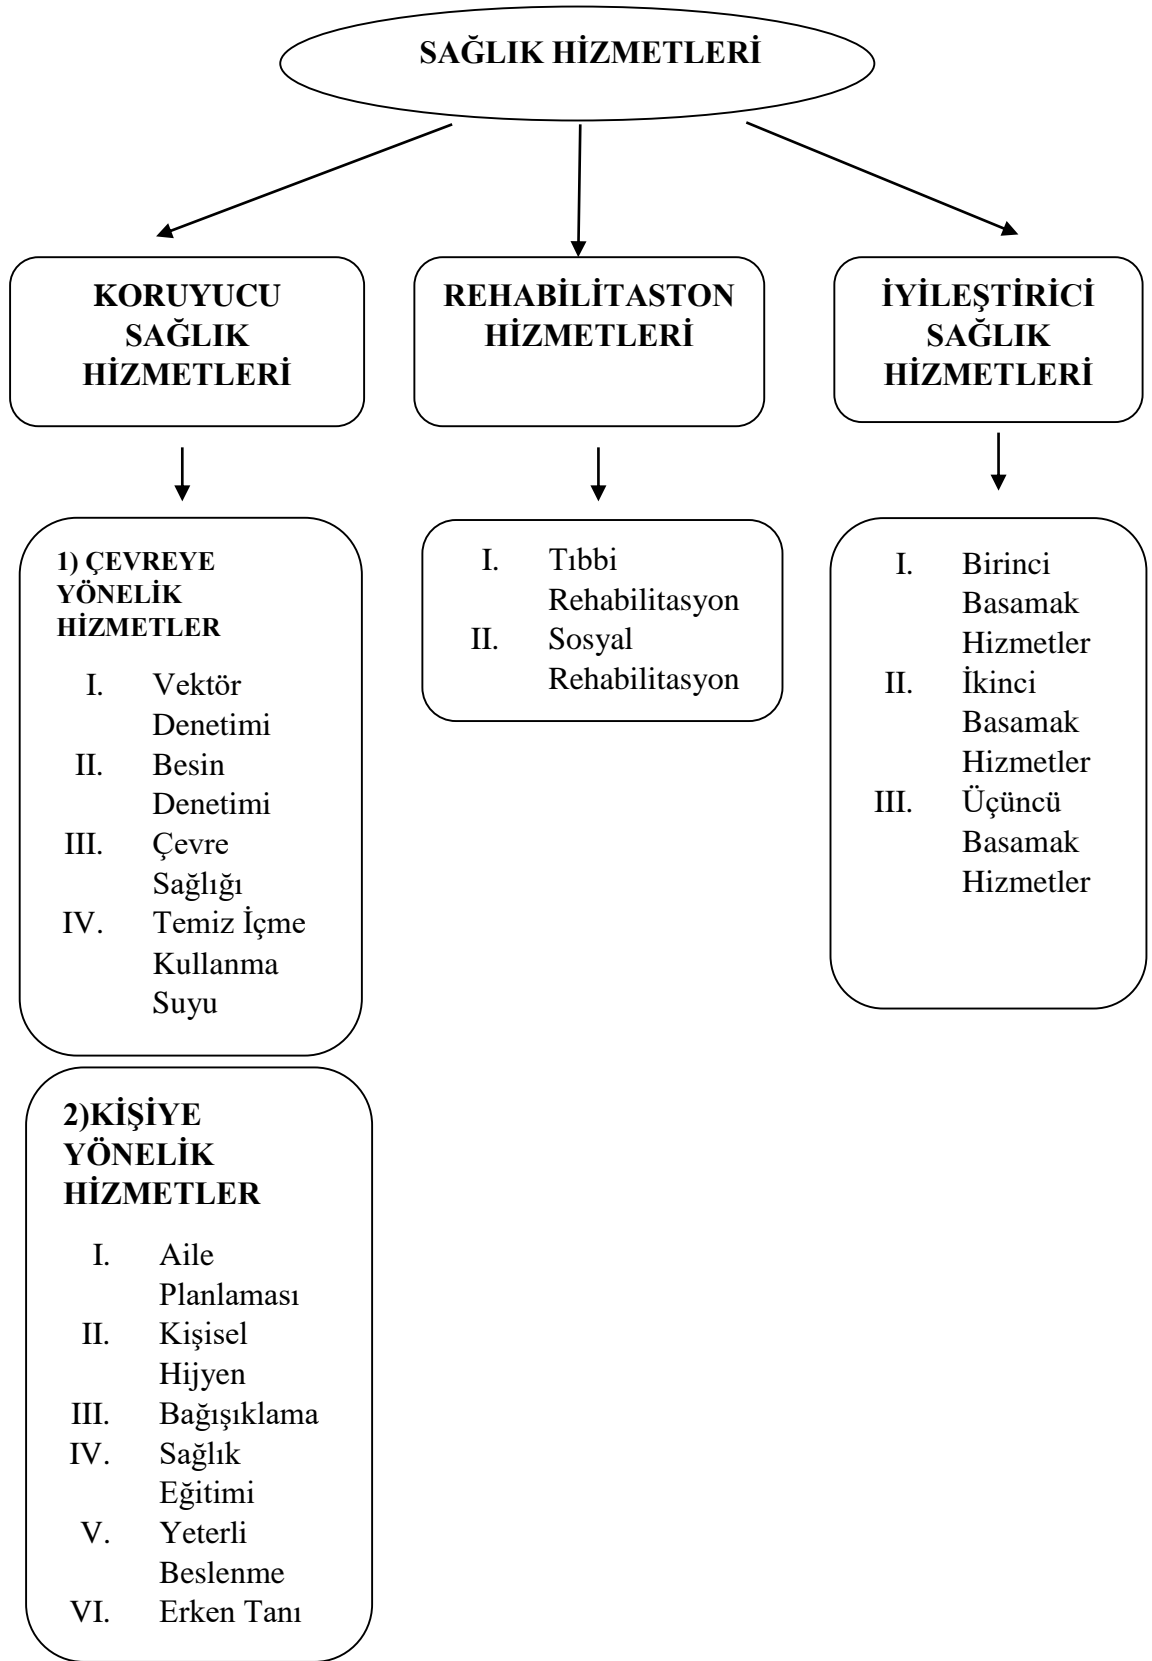 SAĞLIK HİZMETLERİ
KORUYUCU
SAĞLIK
HİZMETLERİ
REHABİLİTASTON
HİZMETLERİ
İYİLEŞTİRİCİ
SAĞLIK
HİZMETLERİ
1) ÇEVREYE
YÖNELİK
HİZMETLER
I. Vektör
Denetimi
II. Besin
Denetimi
III. Çevre
Sağlığı
IV. Temiz İçme
Kullanma
Suyu
2)KİŞİYE
YÖNELİK
HİZMETLER
I. Aile
Planlaması
II. Kişisel
Hijyen
III. Bağışıklama
IV. Sağlık
Eğitimi
V. Yeterli
Beslenme
VI. Erken Tanı
I. Tıbbi
Rehabilitasyon
II. Sosyal
Rehabilitasyon
I. Birinci
Basamak
Hizmetler
II. İkinci
Basamak
Hizmetler
III. Üçüncü
Basamak
Hizmetler